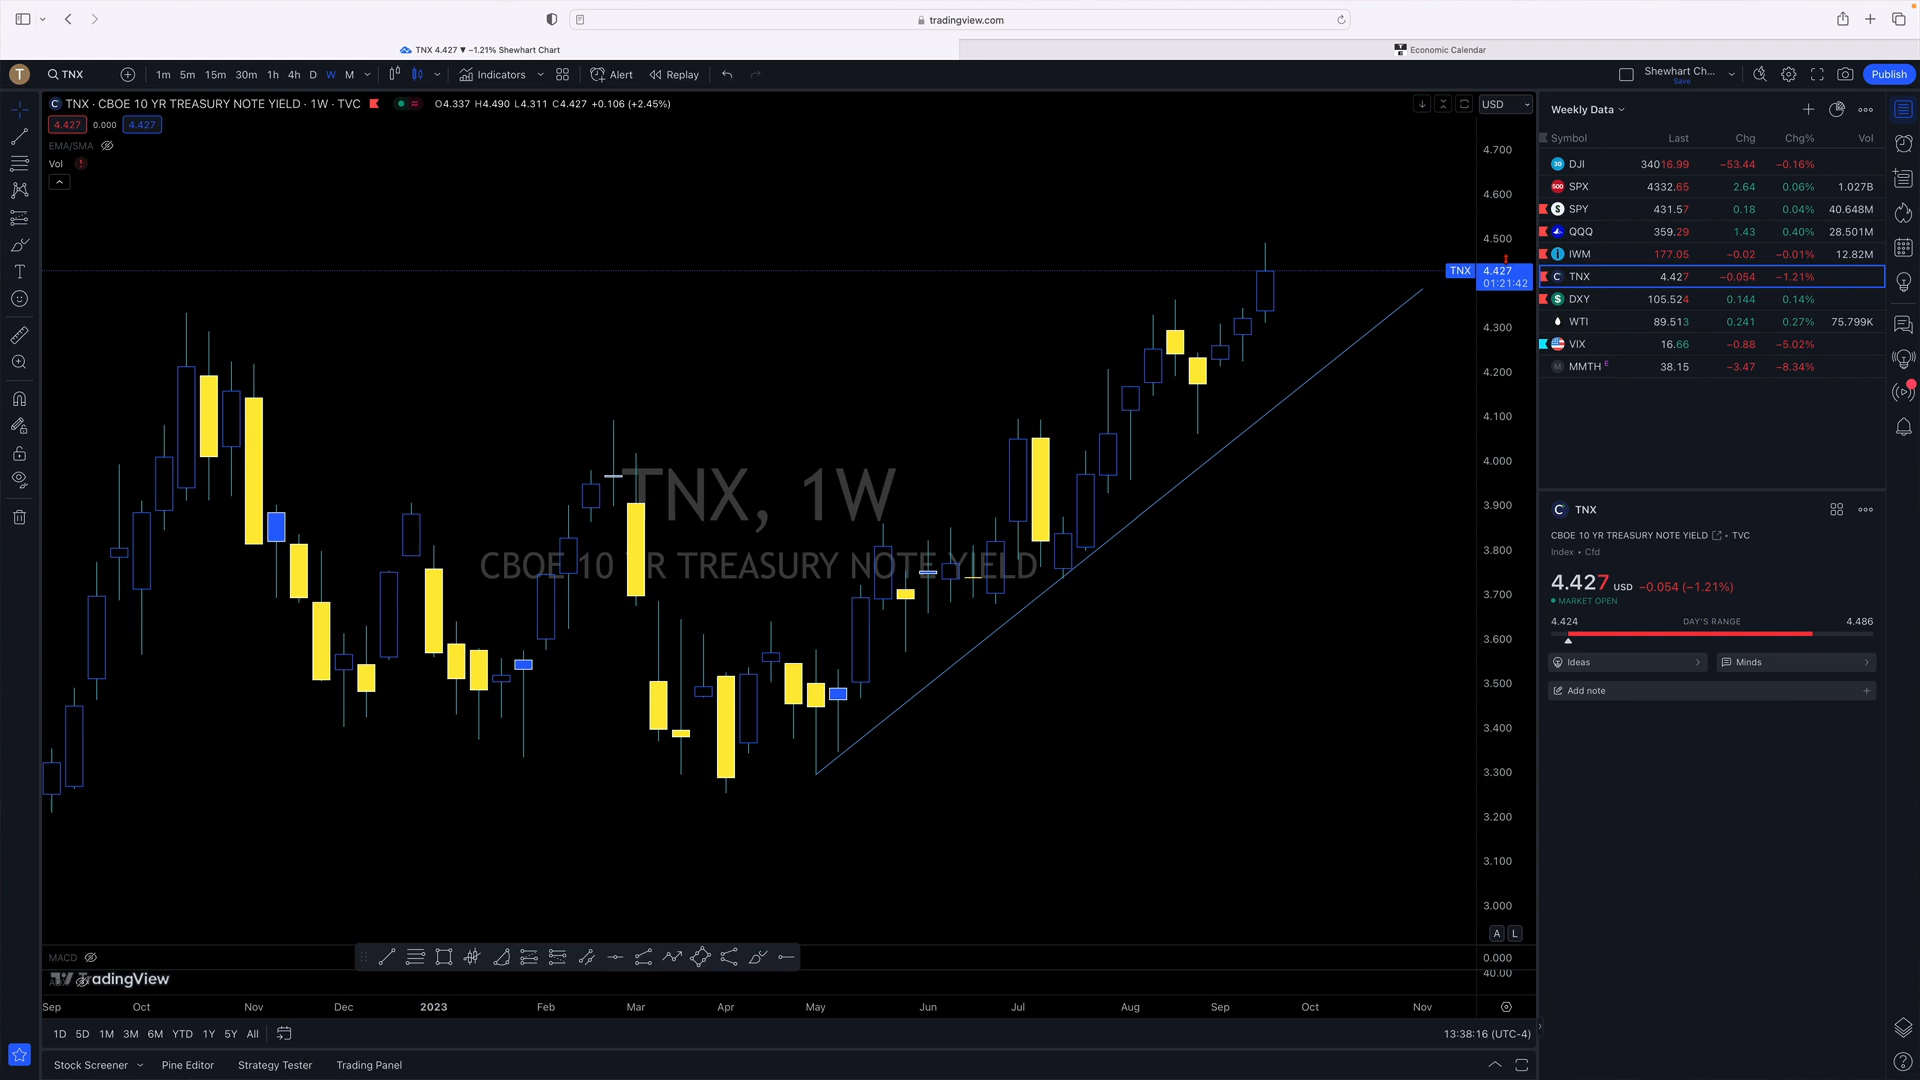 tradingview.com
TNX 4.427 ▼ −1.21% Shewhart Chart
Economic Calendar
T
TNX
1m 5m 15m 30m 1h 4h D W M
Indicators
Alert
Replay
Shewhart Ch...
Save
Publish
TNX · CBOE 10 YR TREASURY NOTE YIELD · 1W · TVC
O4.337 H4.490 L4.311 C4.427 +0.106 (+2.45%)
USD
4.427 0.000 4.427
EMA/SMA
Vol
4.700
4.600
4.500
TNX 4.427
01:21:42
4.300
4.200
4.100
4.000
3.900
3.800
3.700
3.600
3.500
3.400
3.300
3.200
3.100
3.000
A L
0.000
40.00
TNX, 1W
CBOE 10 YR TREASURY NOTE YIELD
MACD
TradingView
Sep Oct Nov Dec 2023 Feb Mar Apr May Jun Jul Aug Sep Oct Nov
1D 5D 1M 3M 6M YTD 1Y 5Y All
13:38:16 (UTC-4)
Stock Screener Pine Editor Strategy Tester Trading Panel
Weekly Data
Symbol Last Chg Chg% Vol
30 DJI 34016.99 −53.44 −0.16%
500 SPX 4332.65 2.64 0.06% 1.027B
SPY 431.57 0.18 0.04% 40.648M
QQQ 359.29 1.43 0.40% 28.501M
IWM 177.05 −0.02 −0.01% 12.82M
TNX 4.427 −0.054 −1.21%
DXY 105.524 0.144 0.14%
WTI 89.513 0.241 0.27% 75.799K
VIX 16.66 −0.88 −5.02%
M MMTH E 38.15 −3.47 −8.34%
TNX
CBOE 10 YR TREASURY NOTE YIELD • TVC
Index • Cfd
4.427 USD −0.054 (−1.21%)
MARKET OPEN
4.424 DAY'S RANGE 4.486
Ideas
Minds
Add note